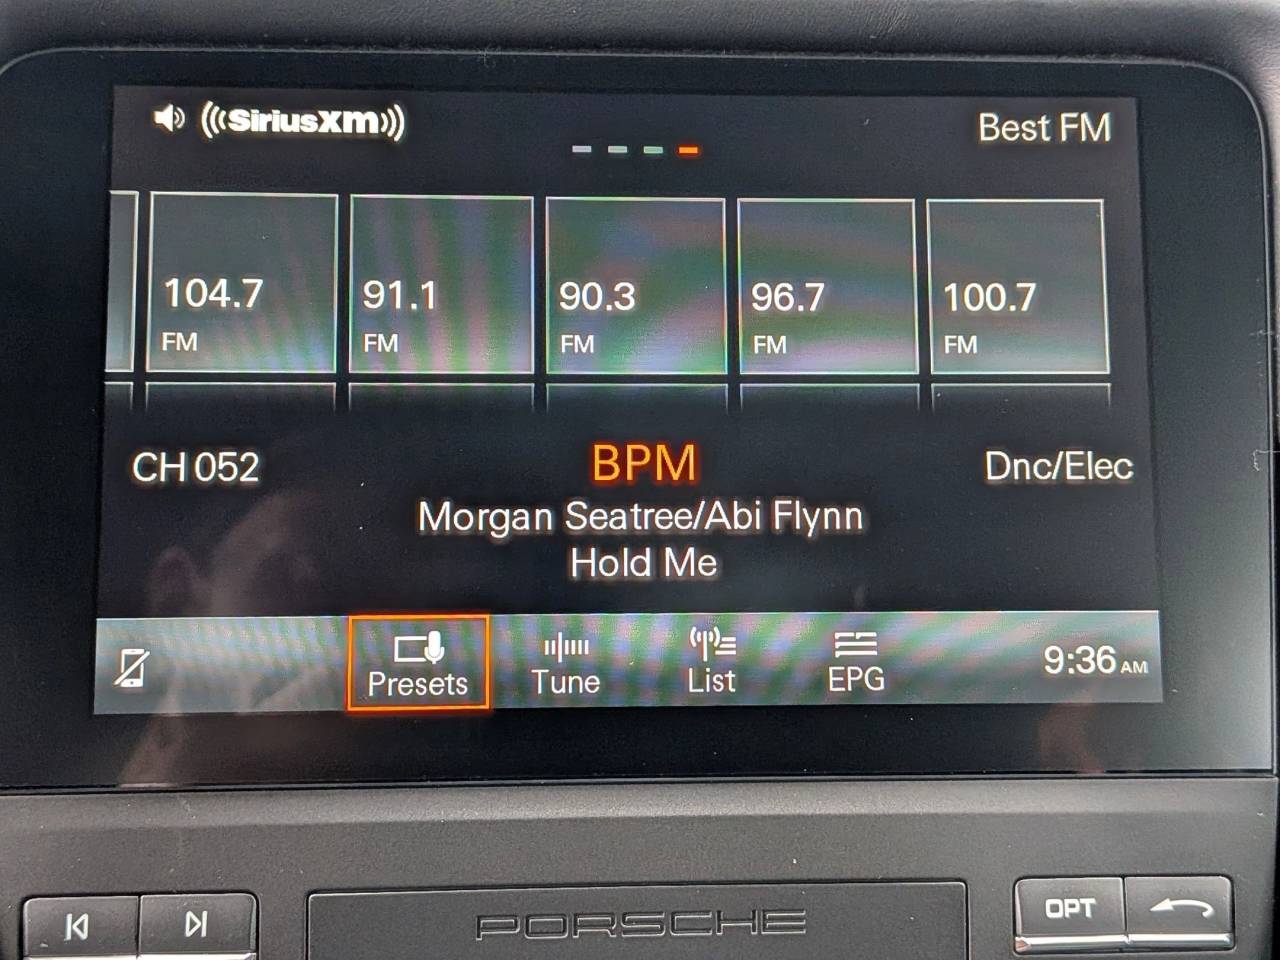 SiriusXM
Best FM
104.7
FM
91.1
FM
90.3
FM
96.7
FM
100.7
FM
CH 052
BPM
Dnc/Elec
Morgan Seatree/Abi Flynn
Hold Me
Presets
Tune
List
EPG
9:36 AM
OPT
PORSCHE